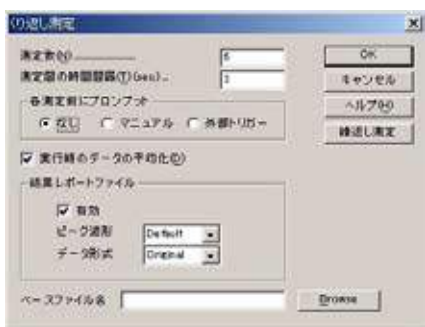 くり返し測定
測定数(N)............ 6
測定間の時間間隔(T)(sec).. 3
各測定前にプロンプト
なし マニュアル 外部トリガー
実行時のデータの平均化(D)
結果レポートファイル
有効
ピーク波形 Default
データ形式 Original
ベースファイル名 Browse
OK
キャンセル
ヘルプ(H)
繰返し測定